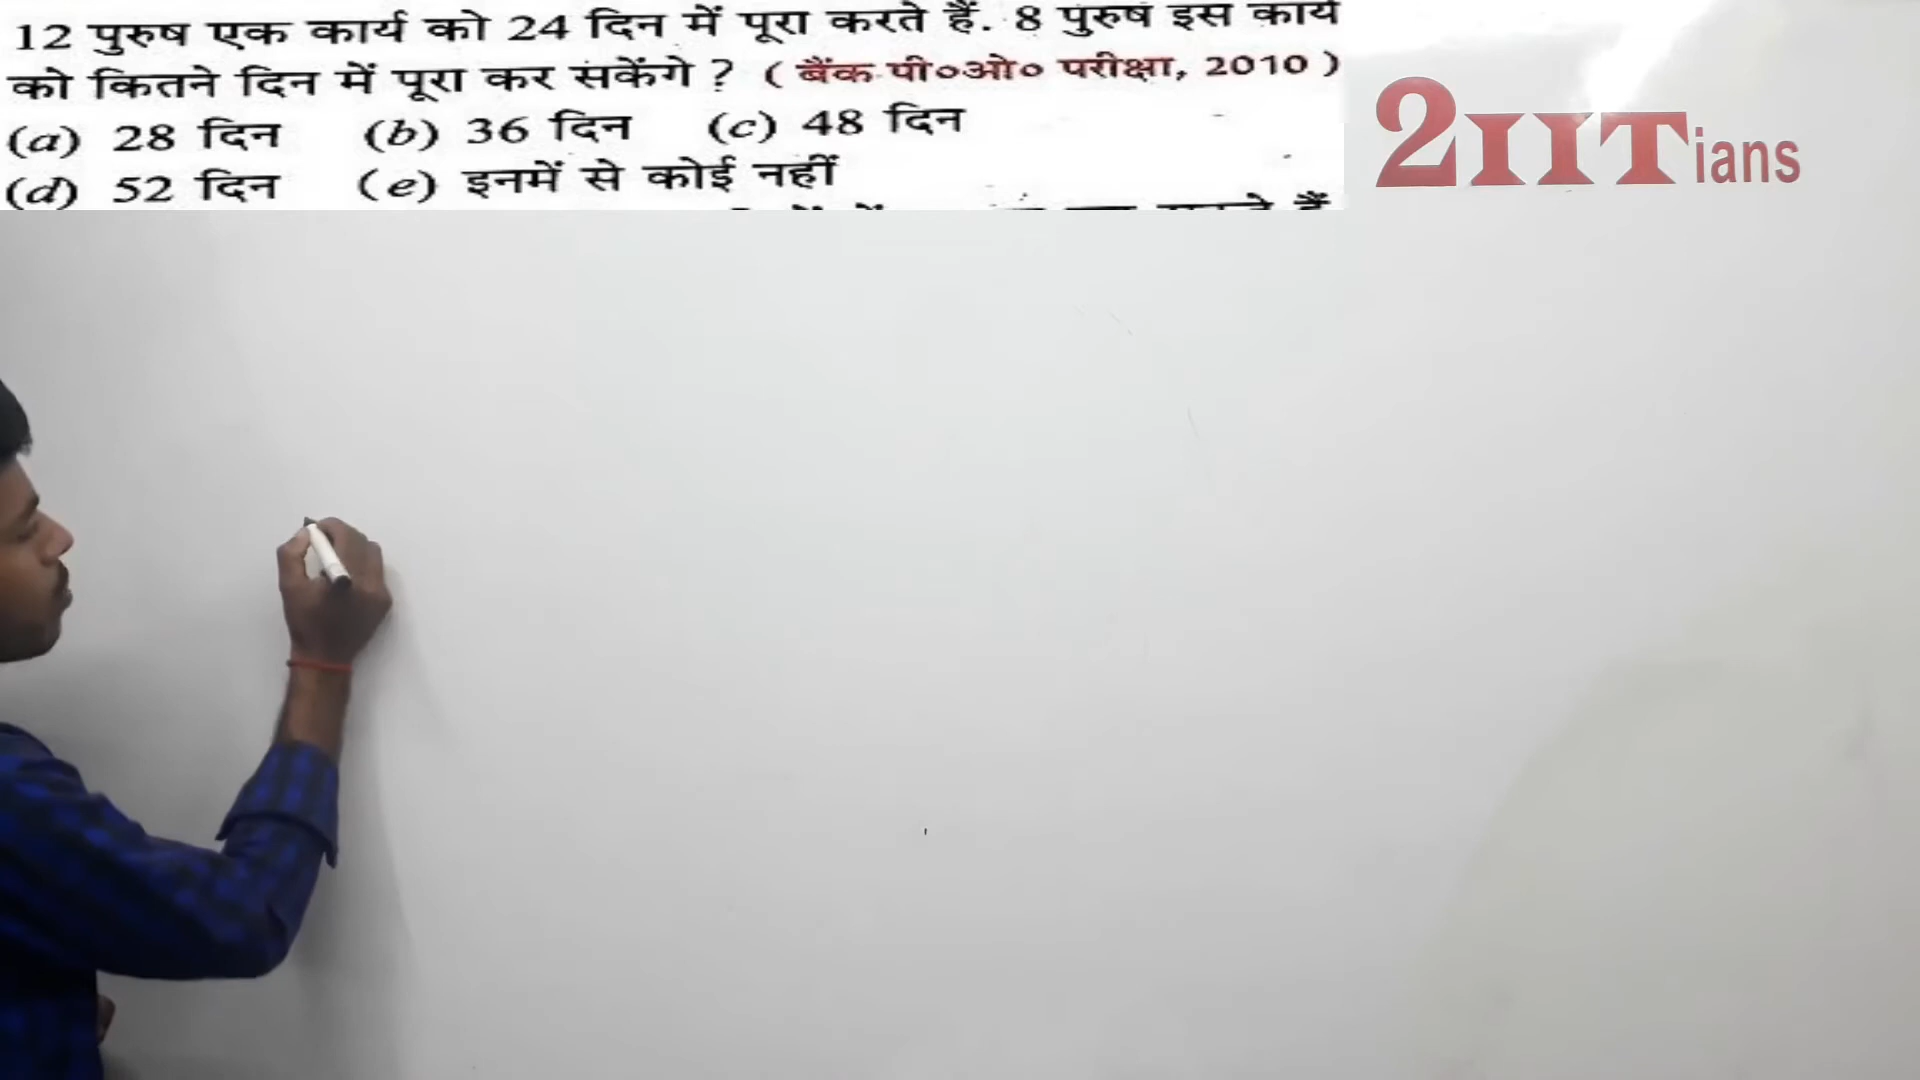 12 पुरुष एक कार्य को 24 दिन में पूरा करते हैं. 8 पुरुष इस कार्य
को कितने दिन में पूरा कर सकेंगे ? ( बैंक पी०ओ० परीक्षा, 2010 )
(a) 28 दिन (b) 36 दिन (c) 48 दिन
(d) 52 दिन (e) इनमें से कोई नहीं
2IITians